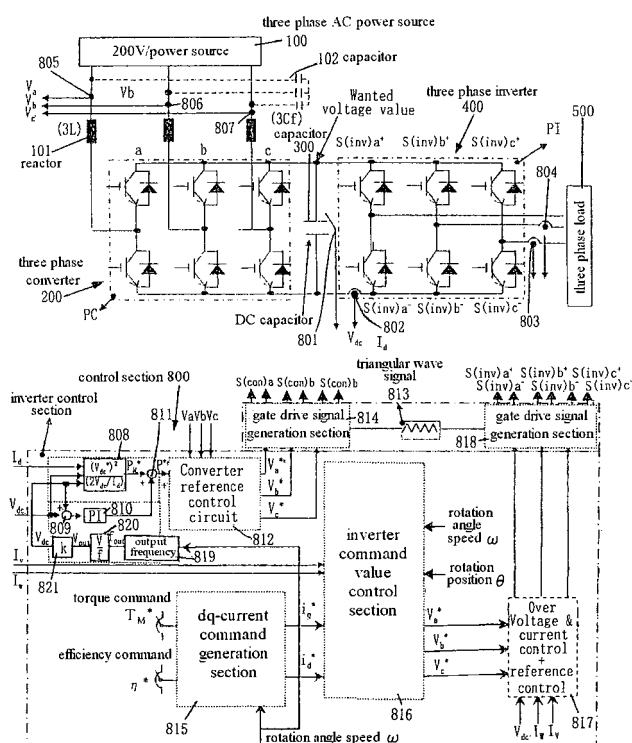 three phase AC power source
200V/power source
100
102 capacitor
805
Va
Vb
Vc
Vb
806
807
(3L)
(3Cf)
capacitor
300
101
reactor
Wanted
voltage value
three phase inverter
400
500
PI
a
b
c
S(inv)a+
S(inv)b+
S(inv)c+
804
three phase load
three phase
converter
200
PC
DC capacitor
801
802
803
S(inv)a-
S(inv)b-
S(inv)c-
Vdc
Id
control section 800
inverter control
section
811
VaVbVc
S(con)a
S(con)b
S(con)b
triangular wave
signal
813
S(inv)a+
S(inv)b+
S(inv)c+
S(inv)a-
S(inv)b-
S(inv)c-
gate drive signal
generation section
814
gate drive signal
generation section
818
Id
808
(Vdc*)²
(2Vdc/Id)
P*
Converter
reference
control
circuit
812
Va*
Vb*
Vc*
Vdc
809
PI
810
820
k
821
V
F
output
frequency
819
Iv
Iw
inverter
command
value
control
section
816
rotation
angle
speed ω
rotation
position θ
torque command
TM*
efficiency command
η*
dq-current
command
generation
section
815
iq*
id*
Va*
Vb*
Vc*
Over
Voltage &
current
control
+
reference
control
817
Vdc
Iw
Iv
rotation angle speed ω